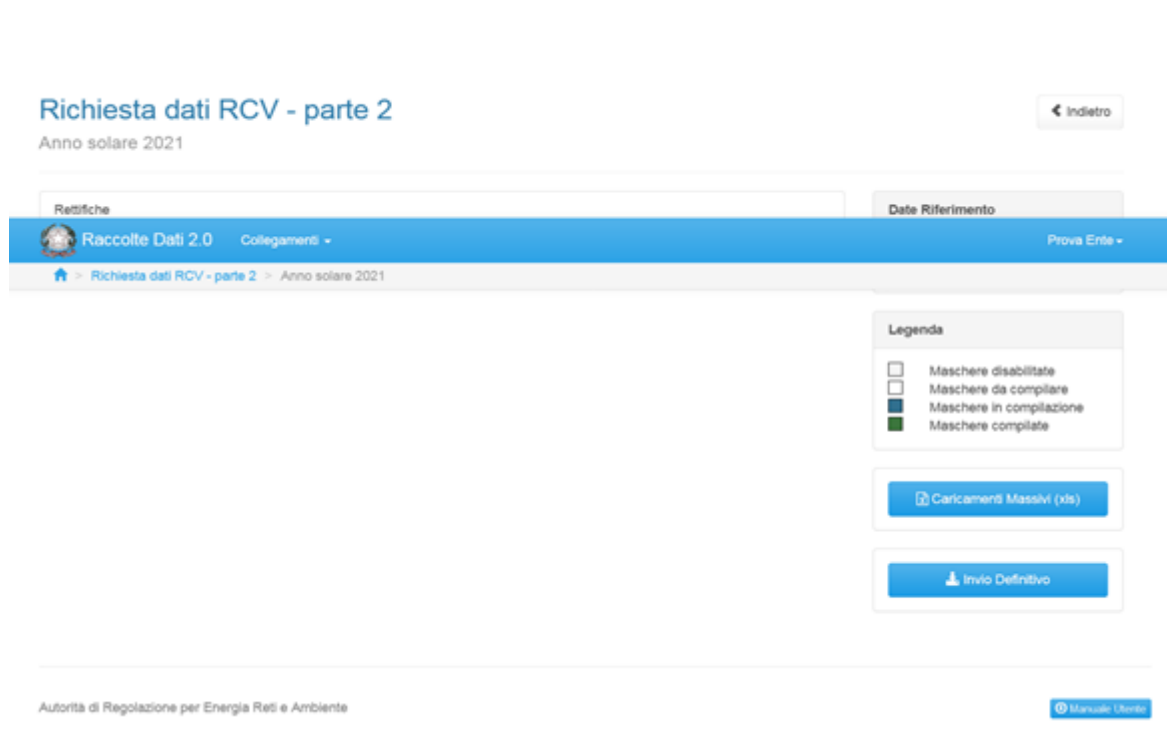 Richiesta dati RCV - parte 2
Indietro
Anno solare 2021
Rettifiche
Date Riferimento
Raccolte Dati 2.0 Collegamenti
Prova Ente
> Richiesta dati RCV - parte 2 > Anno solare 2021
Legenda
Maschere disabilitate
Maschere da compilare
Maschere in compilazione
Maschere compilate
Caricamenti Massivi (xls)
Invio Definitivo
Autorità di Regolazione per Energia Reti e Ambiente
Manuale Utente